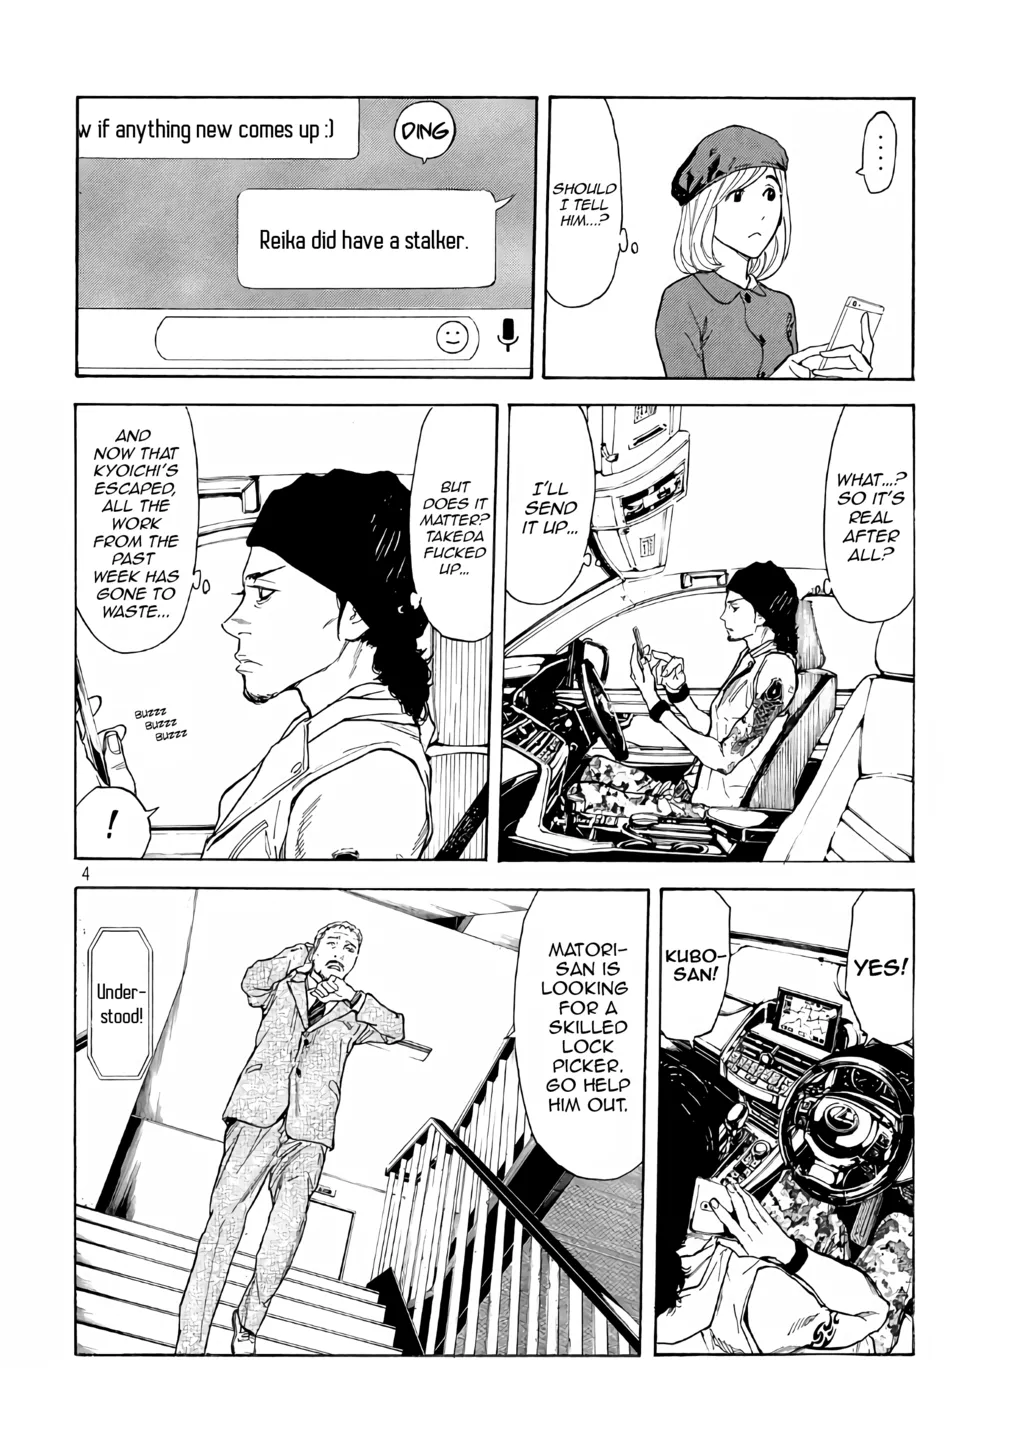 .....
SHOULD
I TELL
HIM...?
w if anything new comes up :)
DING
Reika did have a stalker.
WHAT...?
SO IT'S
REAL
AFTER
ALL?
I'LL
SEND
IT UP...
BUT
DOES IT
MATTER?
TAKEDA
FUCKED
UP...
AND
NOW THAT
KYOICHI'S
ESCAPED,
ALL THE
WORK
FROM THE
PAST
WEEK HAS
GONE TO
WASTE...
BUZZZ
BUZZZ
BUZZZ
!
4
YES!
KUBO-
SAN!
MATORI-
SAN IS
LOOKING
FOR A
SKILLED
LOCK
PICKER.
GO HELP
HIM OUT.
Under-
stood!